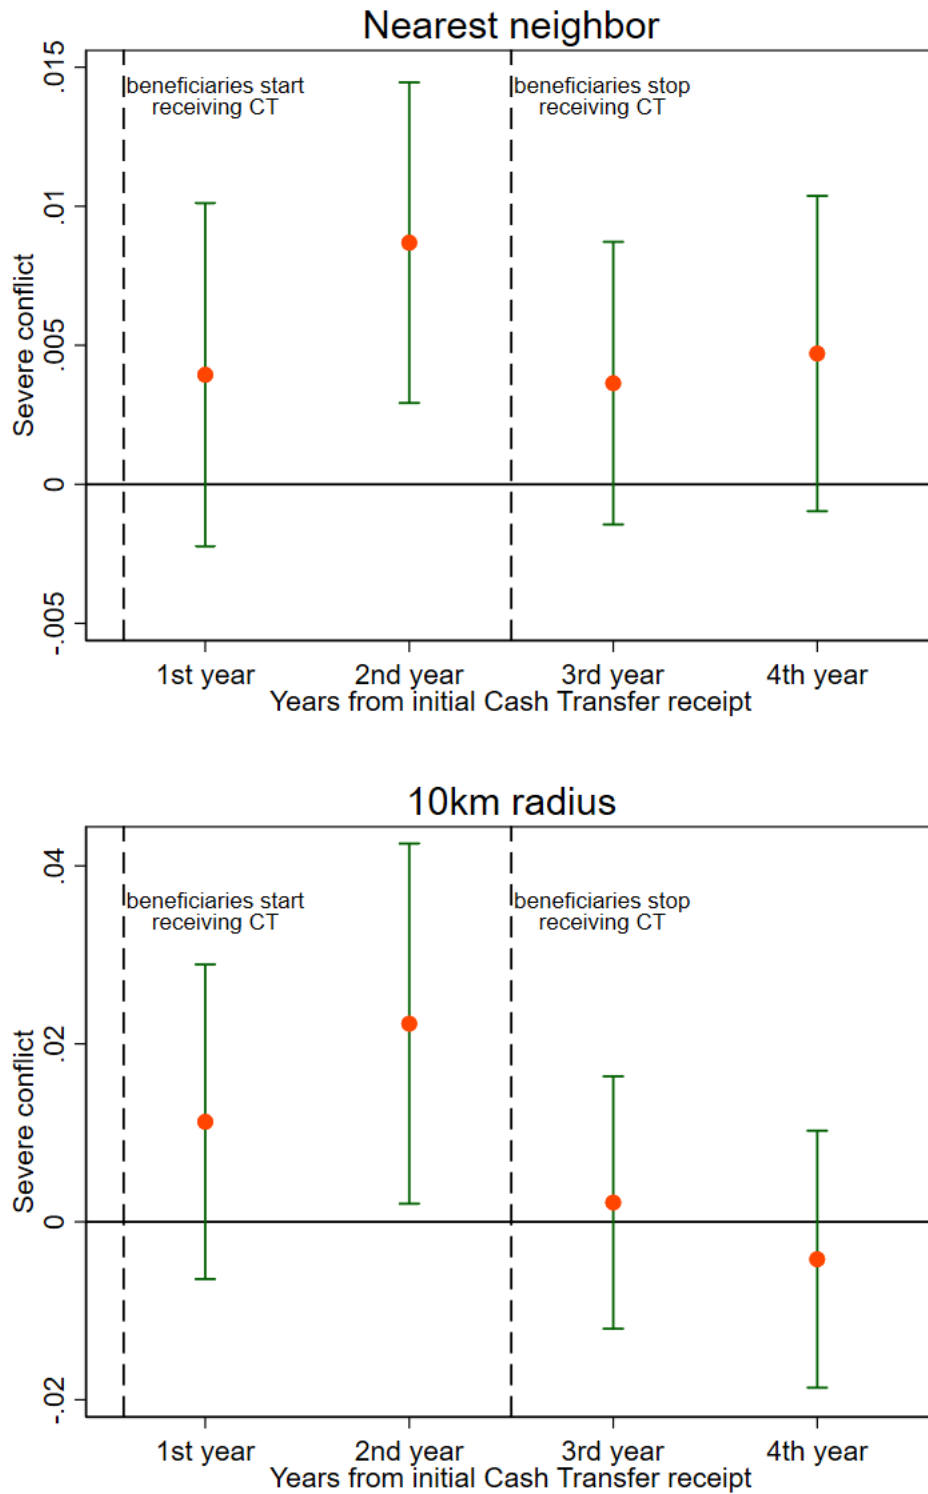 Nearest neighbor
beneficiaries start
receiving CT
beneficiaries stop
receiving CT
Severe conflict
.015
.01
.005
0
-.005
1st year
2nd year
3rd year
4th year
Years from initial Cash Transfer receipt
10km radius
beneficiaries start
receiving CT
beneficiaries stop
receiving CT
Severe conflict
.04
.02
0
-.02
1st year
2nd year
3rd year
4th year
Years from initial Cash Transfer receipt